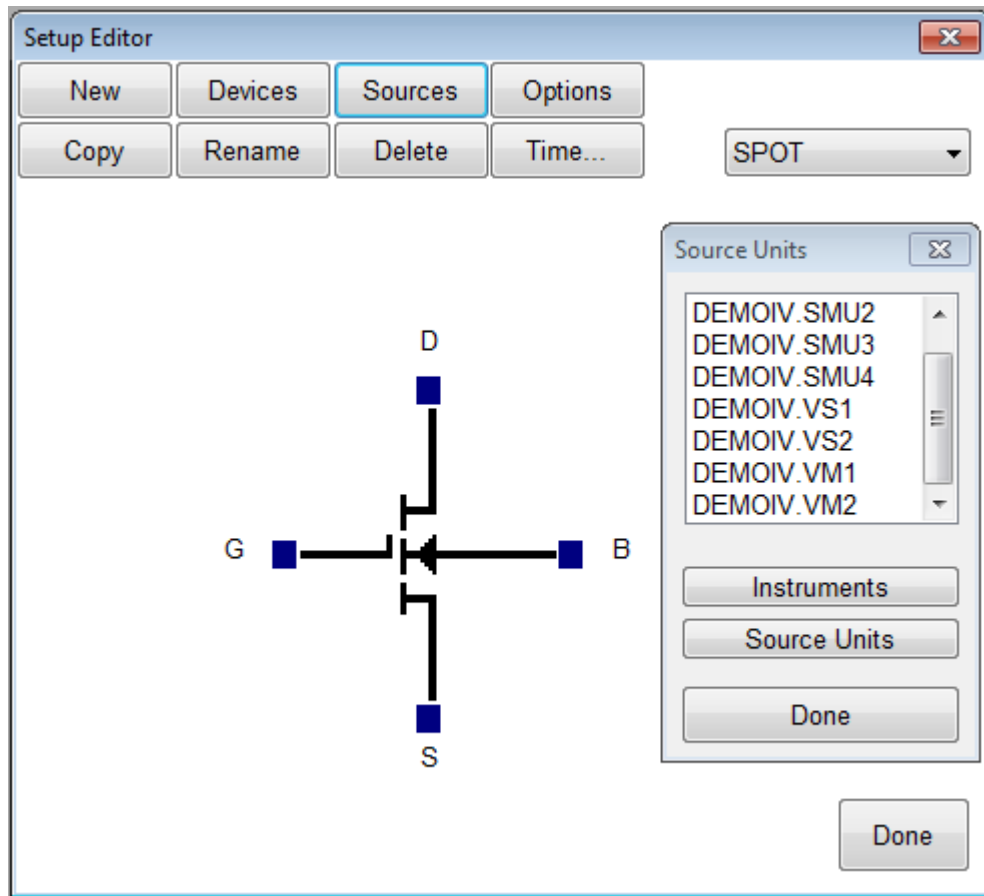 Setup Editor
New Devices Sources Options
Copy Rename Delete Time... SPOT
Source Units
DEMOIV.SMU2
DEMOIV.SMU3
DEMOIV.SMU4
DEMOIV.VS1
DEMOIV.VS2
DEMOIV.VM1
DEMOIV.VM2
D
G B
S
Instruments
Source Units
Done
Done